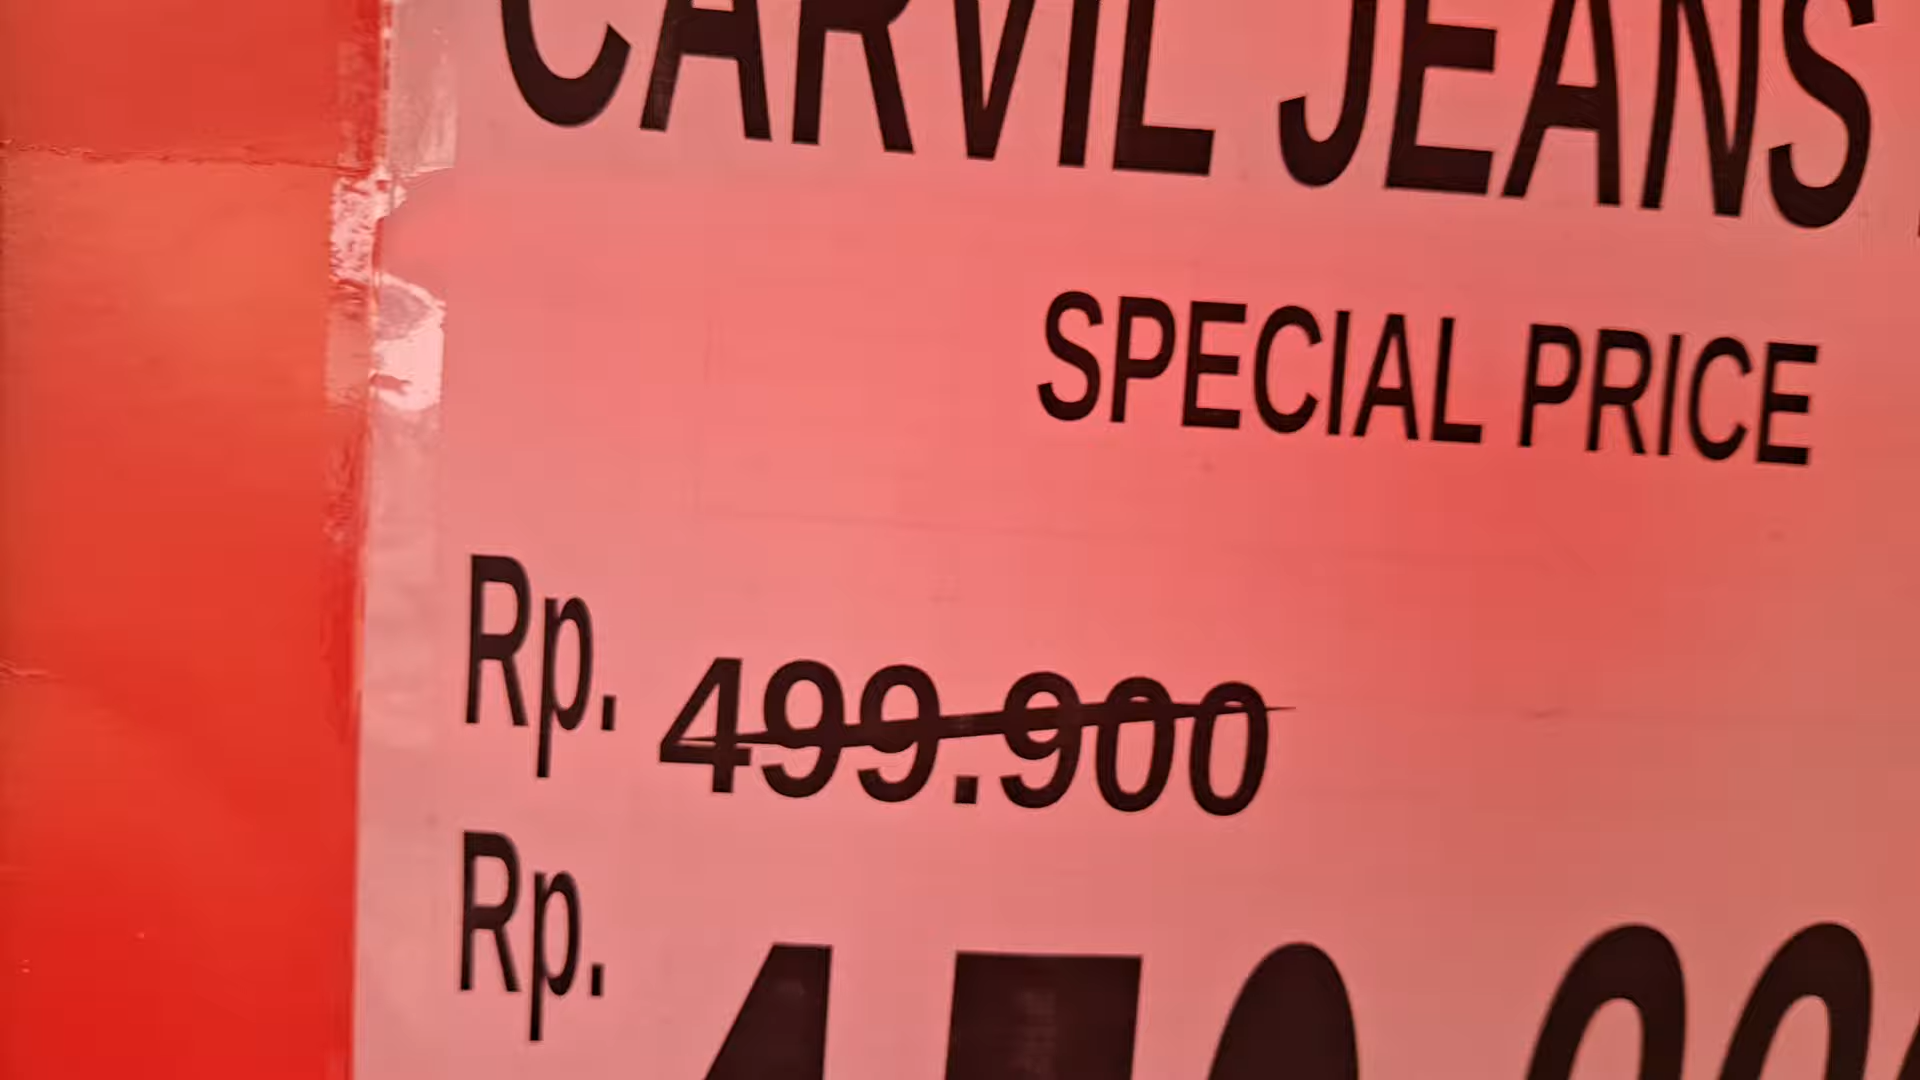 CARVIL JEANS
SPECIAL PRICE
Rp. 499.900
Rp.